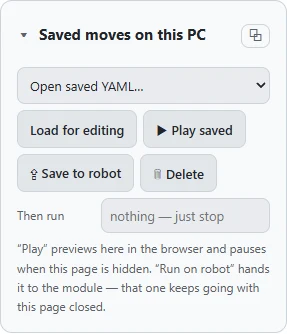 Saved moves on this PC
Open saved YAML...
Load for editing
▶ Play saved
⇪ Save to robot
🗑 Delete
Then run
nothing — just stop
“Play” previews here in the browser and pauses
when this page is hidden. “Run on robot” hands
it to the module — that one keeps going with
this page closed.